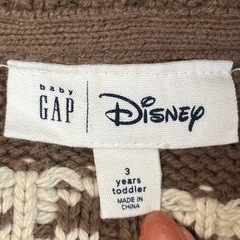 baby
GAP
Disney
3
years
toddler
MADE IN
CHINA